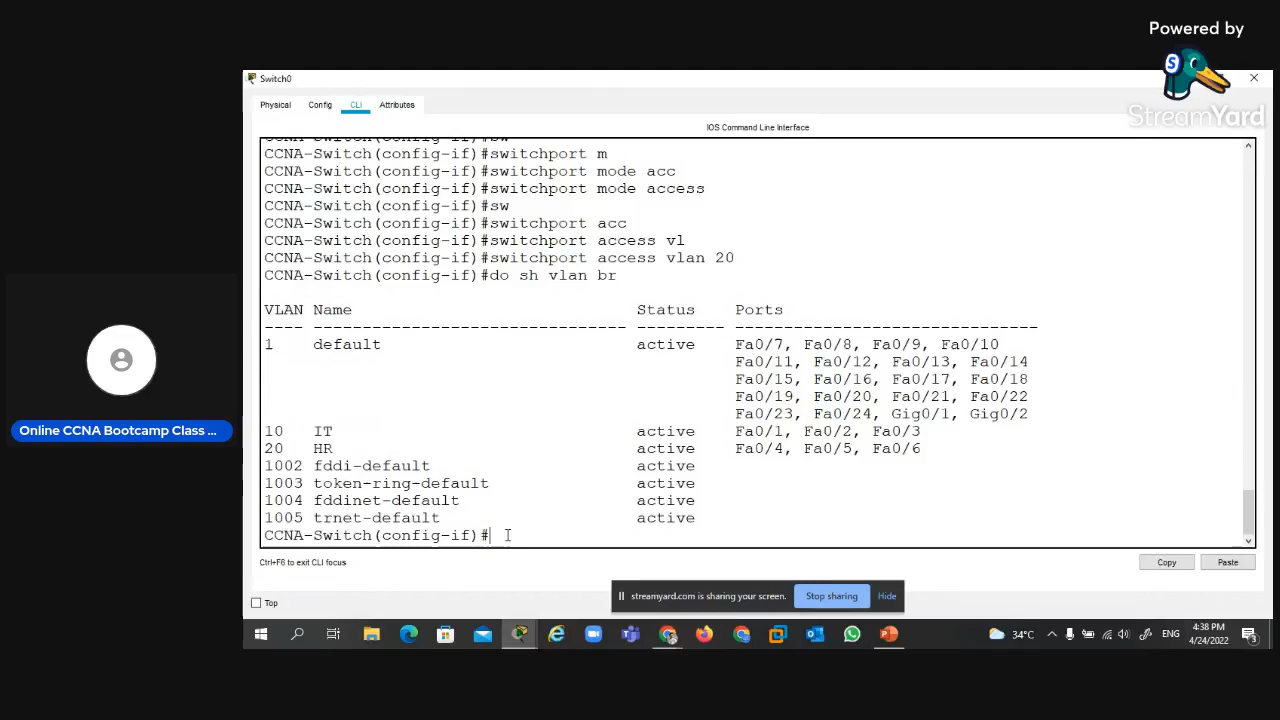 Powered by
StreamYard
Switch0
Physical Config CLI Attributes
IOS Command Line Interface
CCNA-Switch(config-if)#sw
CCNA-Switch(config-if)#switchport m
CCNA-Switch(config-if)#switchport mode acc
CCNA-Switch(config-if)#switchport mode access
CCNA-Switch(config-if)#sw
CCNA-Switch(config-if)#switchport acc
CCNA-Switch(config-if)#switchport access vl
CCNA-Switch(config-if)#switchport access vlan 20
CCNA-Switch(config-if)#do sh vlan br
VLAN Name Status Ports
---- -------------------------------- --------- -------------------------------
1 default active Fa0/7, Fa0/8, Fa0/9, Fa0/10
Fa0/11, Fa0/12, Fa0/13, Fa0/14
Fa0/15, Fa0/16, Fa0/17, Fa0/18
Fa0/19, Fa0/20, Fa0/21, Fa0/22
Fa0/23, Fa0/24, Gig0/1, Gig0/2
10 IT active Fa0/1, Fa0/2, Fa0/3
20 HR active Fa0/4, Fa0/5, Fa0/6
1002 fddi-default active
1003 token-ring-default active
1004 fddinet-default active
1005 trnet-default active
CCNA-Switch(config-if)#
Ctrl+F6 to exit CLI focus
Copy Paste
Top
streamyard.com is sharing your screen. Stop sharing Hide
Online CCNA Bootcamp Class ...
34°C ENG 4:38 PM
4/24/2022 3